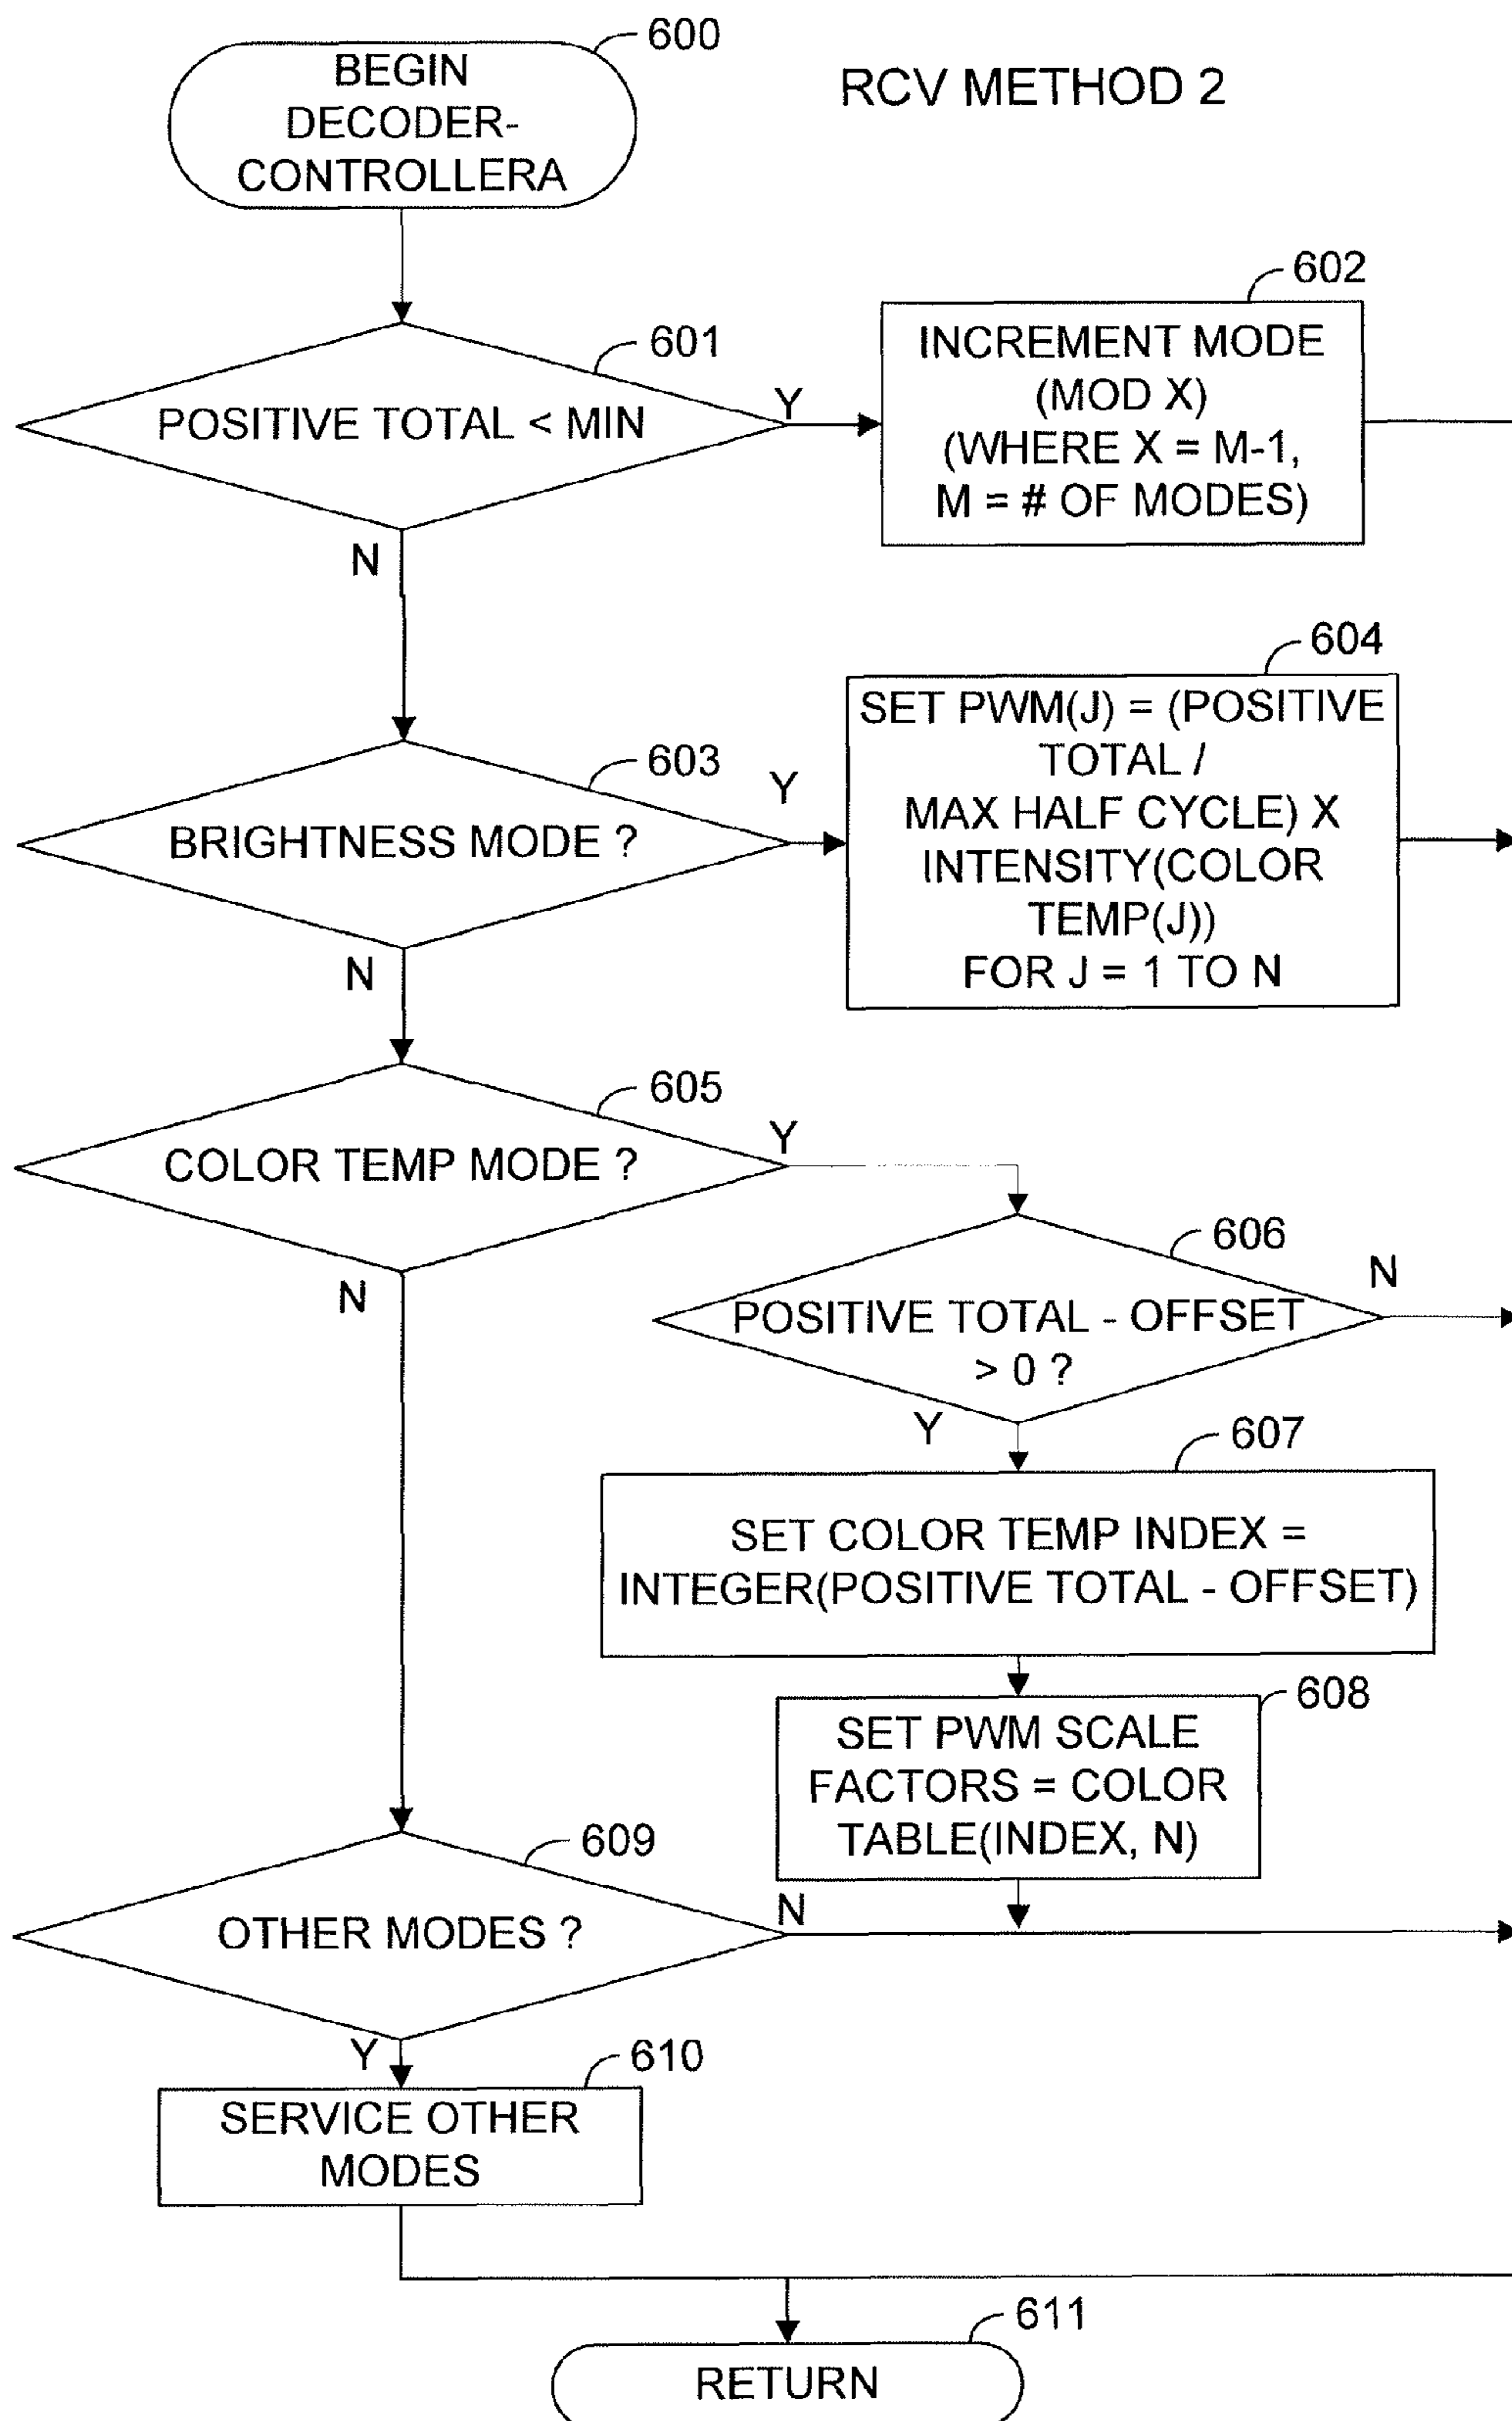 600
BEGIN
DECODER-
CONTROLLERA
RCV METHOD 2
601
POSITIVE TOTAL < MIN
Y
N
602
INCREMENT MODE
(MOD X)
(WHERE X = M-1,
M = # OF MODES)
603
BRIGHTNESS MODE ?
Y
N
604
SET PWM(J) = (POSITIVE
TOTAL /
MAX HALF CYCLE) X
INTENSITY(COLOR
TEMP(J))
FOR J = 1 TO N
605
COLOR TEMP MODE ?
Y
N
606
POSITIVE TOTAL - OFFSET
> 0 ?
N
Y
607
SET COLOR TEMP INDEX =
INTEGER(POSITIVE TOTAL - OFFSET)
608
SET PWM SCALE
FACTORS = COLOR
TABLE(INDEX, N)
609
OTHER MODES ?
N
Y
610
SERVICE OTHER
MODES
611
RETURN